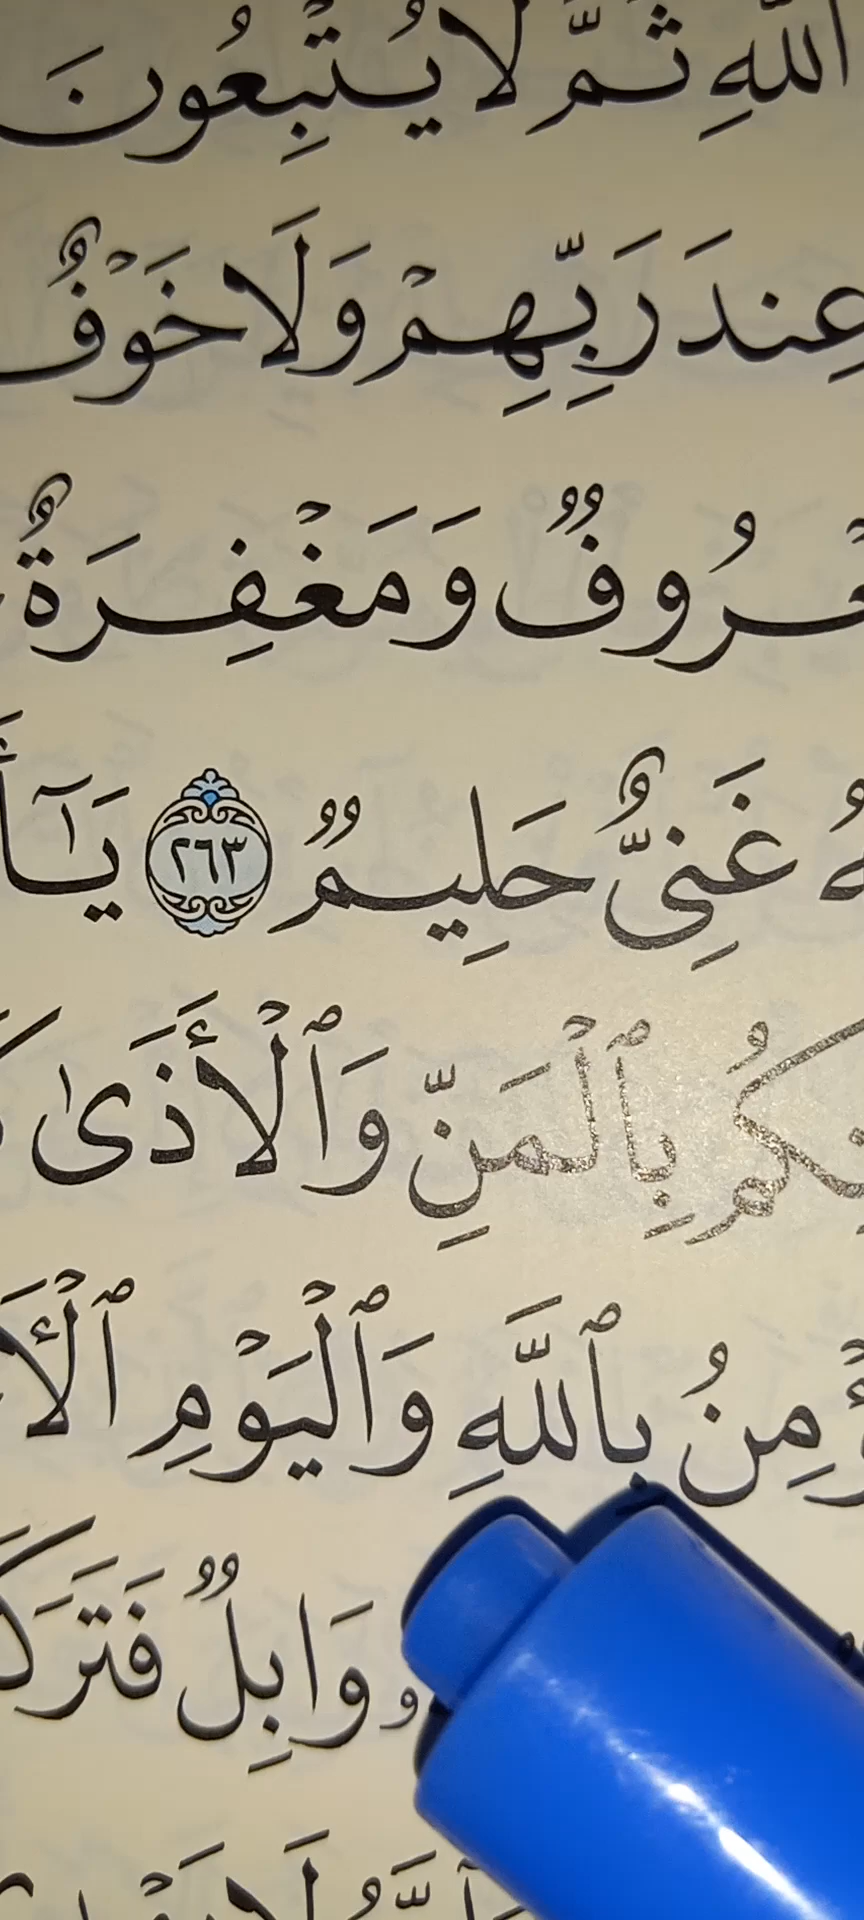 ٱللَّهِ ثُمَّ لَا يُتۡبِعُونَ
عِندَ رَبِّهِمۡ وَلَا خَوۡفٌ
عۡرُوفٞ وَمَغۡفِرَةٌ
هُ غَنِيٌّ حَلِيمٞ ٢٦٣ يَٰٓأَ
تِكُم بِٱلۡمَنِّ وَٱلۡأَذَىٰ كَ
ؤۡمِنُ بِٱللَّهِ وَٱلۡيَوۡمِ ٱلۡأٓ
وَابِلٞ فَتَرَكَ